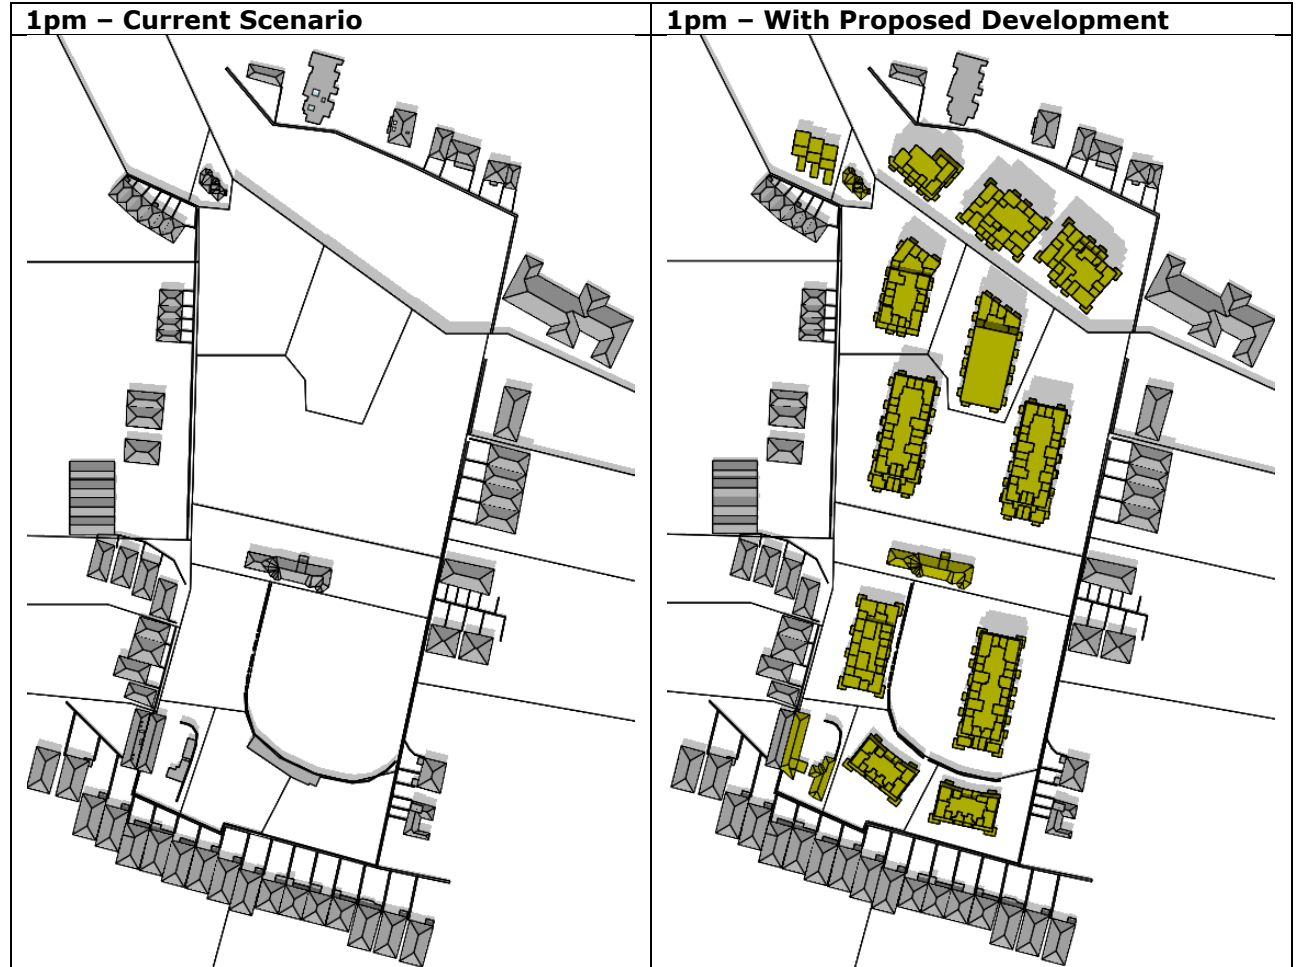 1pm – Current Scenario
1pm – With Proposed Development